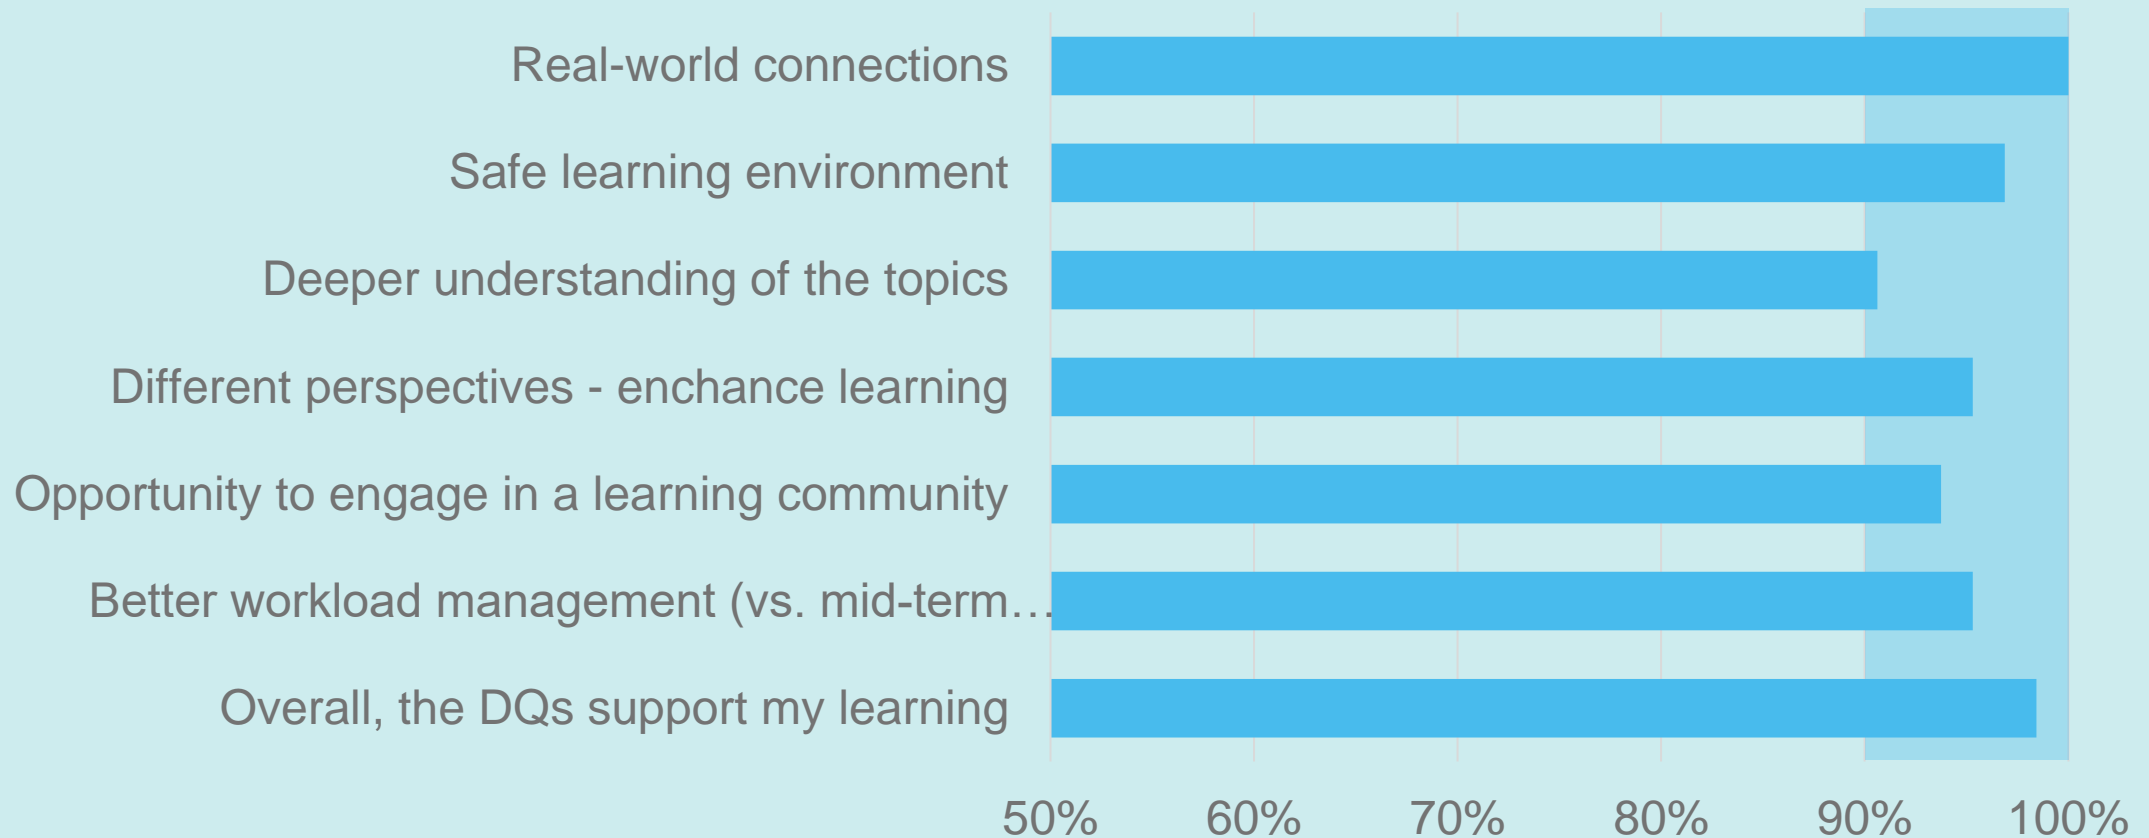 Real-world connections
Safe learning environment
Deeper understanding of the topics
Different perspectives - enchance learning
Opportunity to engage in a learning community
Better workload management (vs. mid-term…
Overall, the DQs support my learning
50% 60% 70% 80% 90% 100%